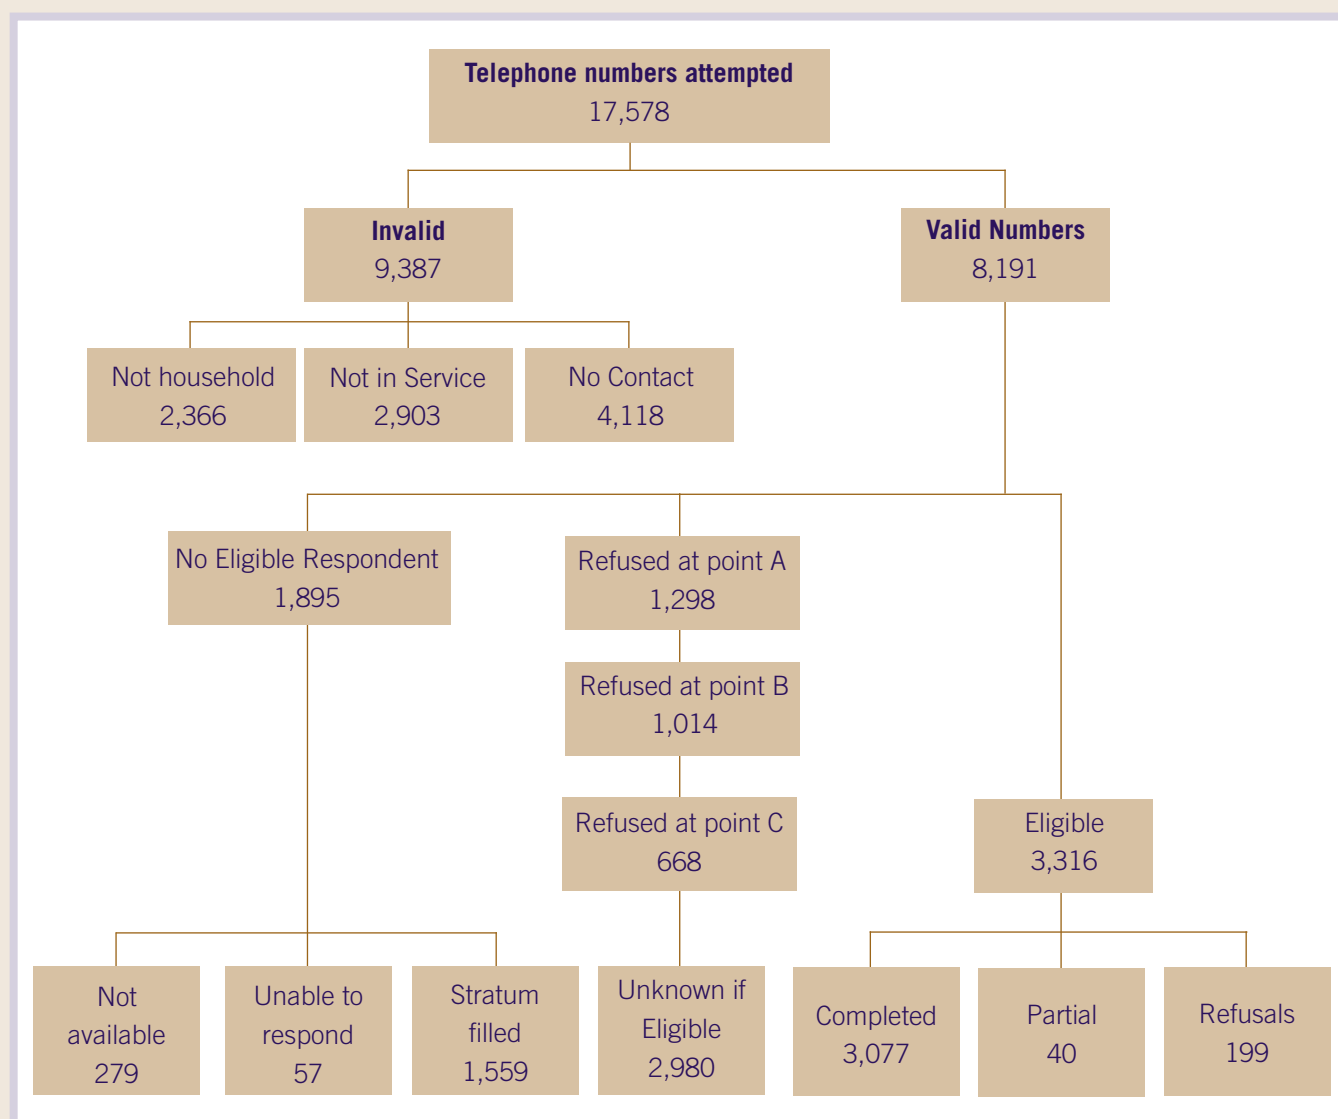 Telephone numbers attempted
17,578
Invalid
9,387
Valid Numbers
8,191
Not household
2,366
Not in Service
2,903
No Contact
4,118
No Eligible Respondent
1,895
Refused at point A
1,298
Refused at point B
1,014
Refused at point C
668
Eligible
3,316
Not
available
279
Unable to
respond
57
Stratum
filled
1,559
Unknown if
Eligible
2,980
Completed
3,077
Partial
40
Refusals
199